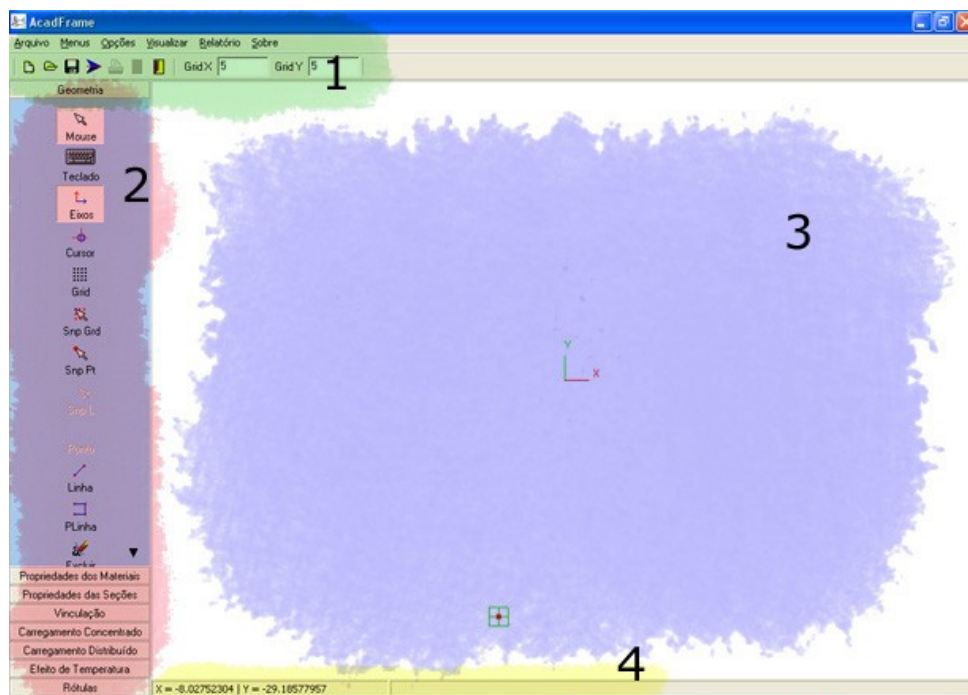 AcadFrame
Arquivo Menus Opções Visualizar Relatório Sobre
Grid X 5 Grid Y 5
1
Geometria
Mouse
2
Teclado
Eixos
3
Cursor
Grid
Snp Grd
Snp Pt
Y
X
Snp L
Ponto
Linha
PLinha
Excluir
Propriedades dos Materiais
Propriedades das Seções
Vinculação
Carregamento Concentrado
Carregamento Distribuído
4
Efeito de Temperatura
Rótulas
X = -8.02752304 | Y = -29.18577957